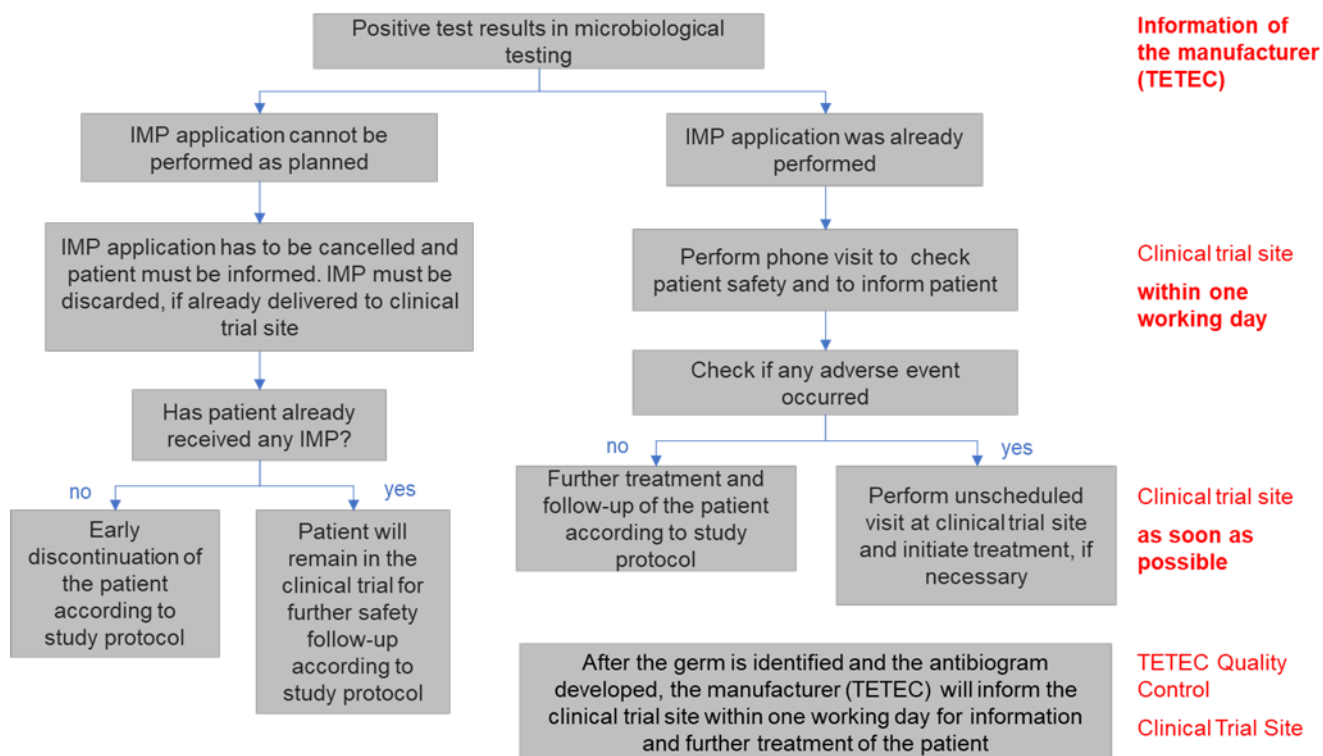 Positive test results in microbiological
testing
Information of
the manufacturer
(TETEC)
IMP application cannot be
performed as planned
IMP application was already
performed
IMP application has to be cancelled and
patient must be informed. IMP must be
discarded, if already delivered to clinical
trial site
Perform phone visit to check
patient safety and to inform patient
Clinical trial site
within one
working day
Check if any adverse event
occurred
Has patient already
received any IMP?
no
yes
no
yes
Early
discontinuation of
the patient
according to
study protocol
Patient will
remain in the
clinical trial for
further safety
follow-up
according to
study protocol
Further treatment and
follow-up of the patient
according to study
protocol
Perform unscheduled
visit at clinical trial site
and initiate treatment, if
necessary
Clinical trial site
as soon as
possible
After the germ is identified and the antibiogram
developed, the manufacturer (TETEC) will inform the
clinical trial site within one working day for information
and further treatment of the patient
TETEC Quality
Control
Clinical Trial Site